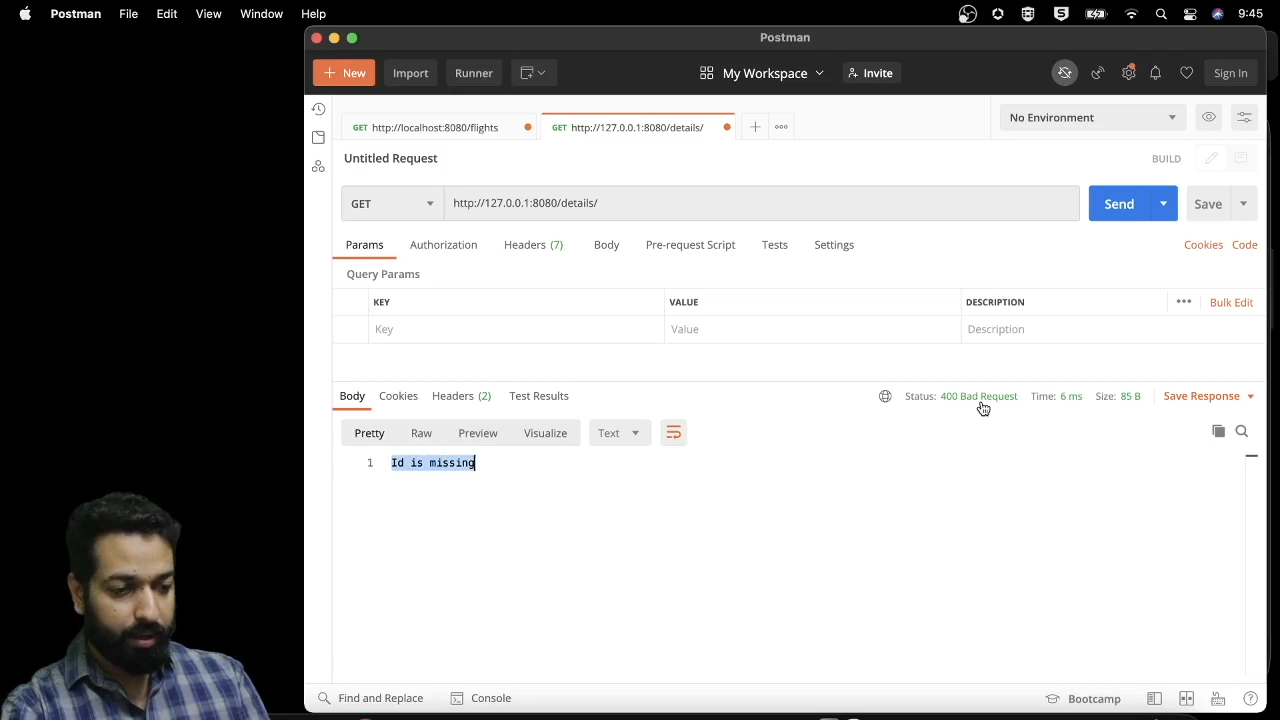 Postman File Edit View Window Help 9:45
Postman
+ New Import Runner My Workspace Invite Sign In
GET http://localhost:8080/flights GET http://127.0.0.1:8080/details/ No Environment
Untitled Request BUILD
GET http://127.0.0.1:8080/details/ Send Save
Params Authorization Headers (7) Body Pre-request Script Tests Settings Cookies Code
Query Params
KEY VALUE DESCRIPTION Bulk Edit
Key Value Description
Body Cookies Headers (2) Test Results Status: 400 Bad Request Time: 6 ms Size: 85 B Save Response
Pretty Raw Preview Visualize Text
1 Id is missing
Find and Replace Console Bootcamp